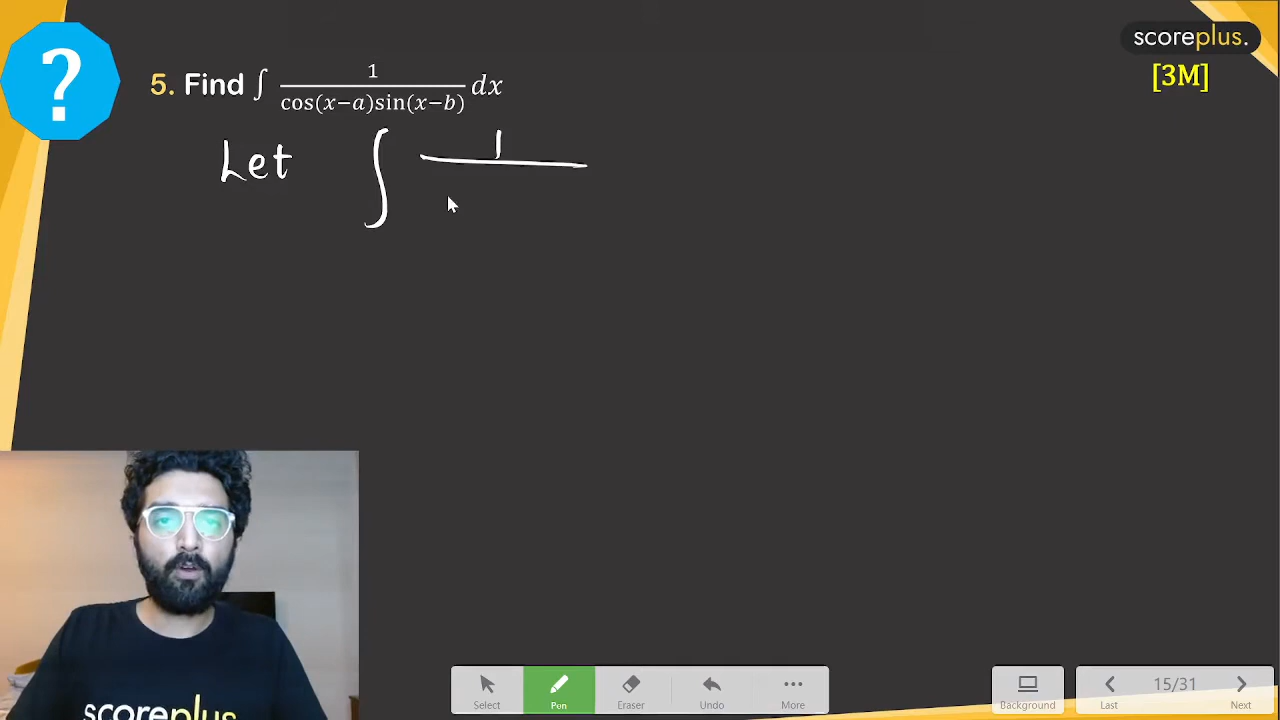 scoreplus.
?
5. Find ∫ 1/(cos(x−a)sin(x−b)) dx
[3M]
Let ∫ 1
scoreplus
Select
Pen
Eraser
Undo
More
Background
Last
15/31
Next